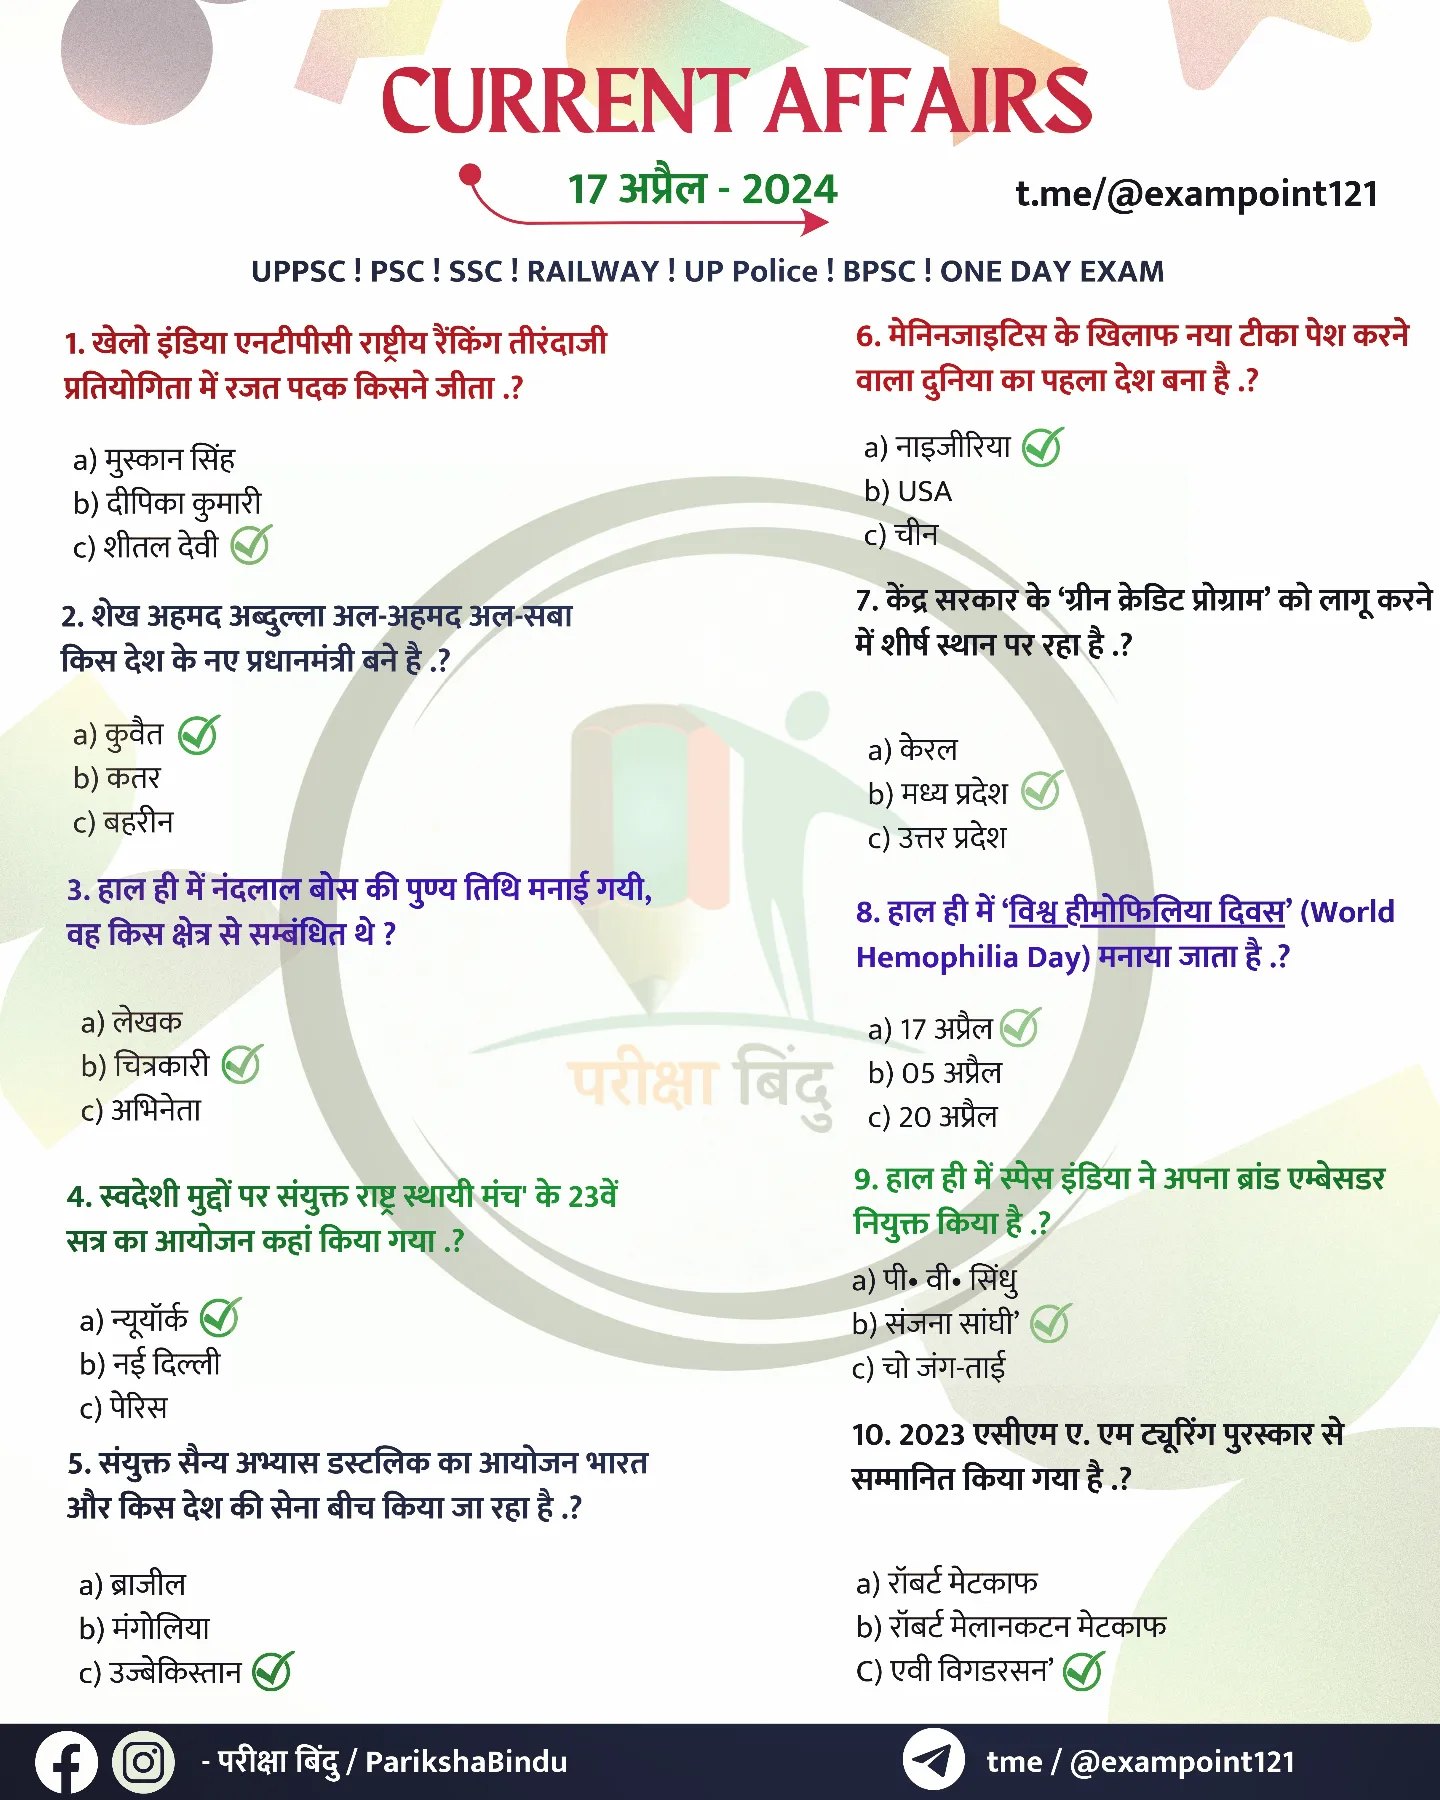 CURRENT AFFAIRS
17 अप्रैल - 2024
t.me/@exampoint121
UPPSC ! PSC ! SSC ! RAILWAY ! UP Police ! BPSC ! ONE DAY EXAM
1. खेलो इंडिया एनटीपीसी राष्ट्रीय रैंकिंग तीरंदाजी
प्रतियोगिता में रजत पदक किसने जीता .?
a) मुस्कान सिंह
b) दीपिका कुमारी
c) शीतल देवी
2. शेख अहमद अब्दुल्ला अल-अहमद अल-सबा
किस देश के नए प्रधानमंत्री बने है .?
a) कुवैत
b) कतर
c) बहरीन
3. हाल ही में नंदलाल बोस की पुण्य तिथि मनाई गयी,
वह किस क्षेत्र से सम्बंधित थे ?
a) लेखक
b) चित्रकारी
c) अभिनेता
4. स्वदेशी मुद्दों पर संयुक्त राष्ट्र स्थायी मंच' के 23वें
सत्र का आयोजन कहां किया गया .?
a) न्यूयॉर्क
b) नई दिल्ली
c) पेरिस
5. संयुक्त सैन्य अभ्यास डस्टलिक का आयोजन भारत
और किस देश की सेना बीच किया जा रहा है .?
a) ब्राजील
b) मंगोलिया
c) उज्बेकिस्तान
6. मेनिनजाइटिस के खिलाफ नया टीका पेश करने
वाला दुनिया का पहला देश बना है .?
a) नाइजीरिया
b) USA
c) चीन
7. केंद्र सरकार के ‘ग्रीन क्रेडिट प्रोग्राम’ को लागू करने
में शीर्ष स्थान पर रहा है .?
a) केरल
b) मध्य प्रदेश
c) उत्तर प्रदेश
8. हाल ही में ‘विश्व हीमोफिलिया दिवस’ (World
Hemophilia Day) मनाया जाता है .?
a) 17 अप्रैल
b) 05 अप्रैल
c) 20 अप्रैल
9. हाल ही में स्पेस इंडिया ने अपना ब्रांड एम्बेसडर
नियुक्त किया है .?
a) पी• वी• सिंधु
b) संजना सांघी’
c) चो जंग-ताई
10. 2023 एसीएम ए. एम ट्यूरिंग पुरस्कार से
सम्मानित किया गया है .?
a) रॉबर्ट मेटकाफ
b) रॉबर्ट मेलानकटन मेटकाफ
C) एवी विगडरसन’
परीक्षा बिंदु
- परीक्षा बिंदु / ParikshaBindu
tme / @exampoint121